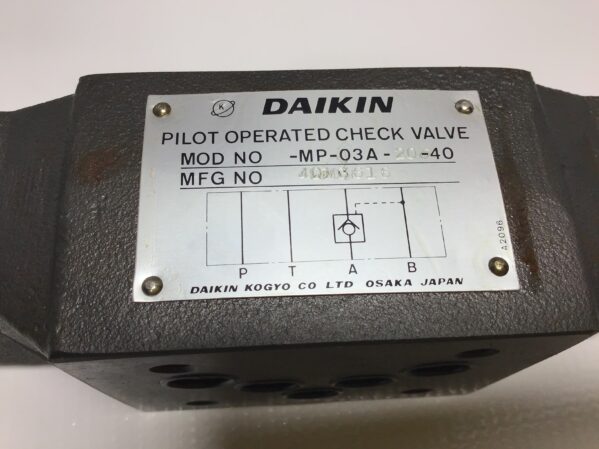 K DAIKIN
PILOT OPERATED CHECK VALVE
MOD NO -MP-03A-20-40
MFG NO
P T A B
A2096
DAIKIN KOGYO CO LTD OSAKA JAPAN